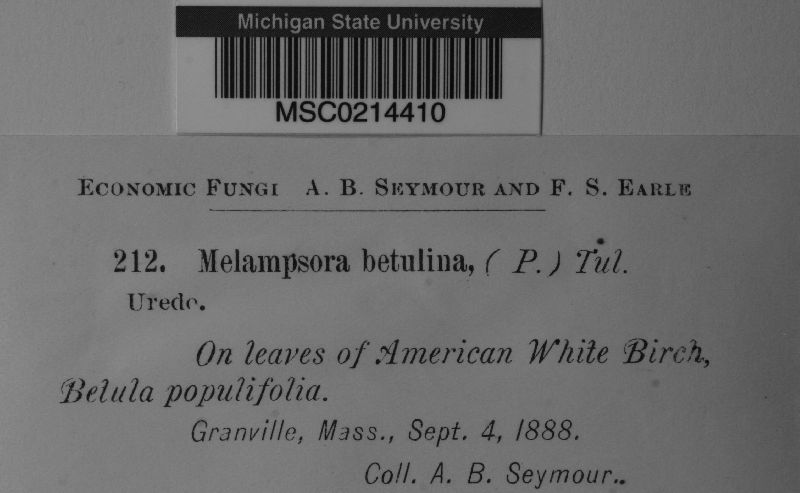 Michigan State University
MSC0214410
Economic Fungi A. B. Seymour and F. S. Earle
212. Melampsora betulina, (P.) Tul.
Uredo.
On leaves of American White Birch,
Betula populifolia.
Granville, Mass., Sept. 4, 1888.
Coll. A. B. Seymour..